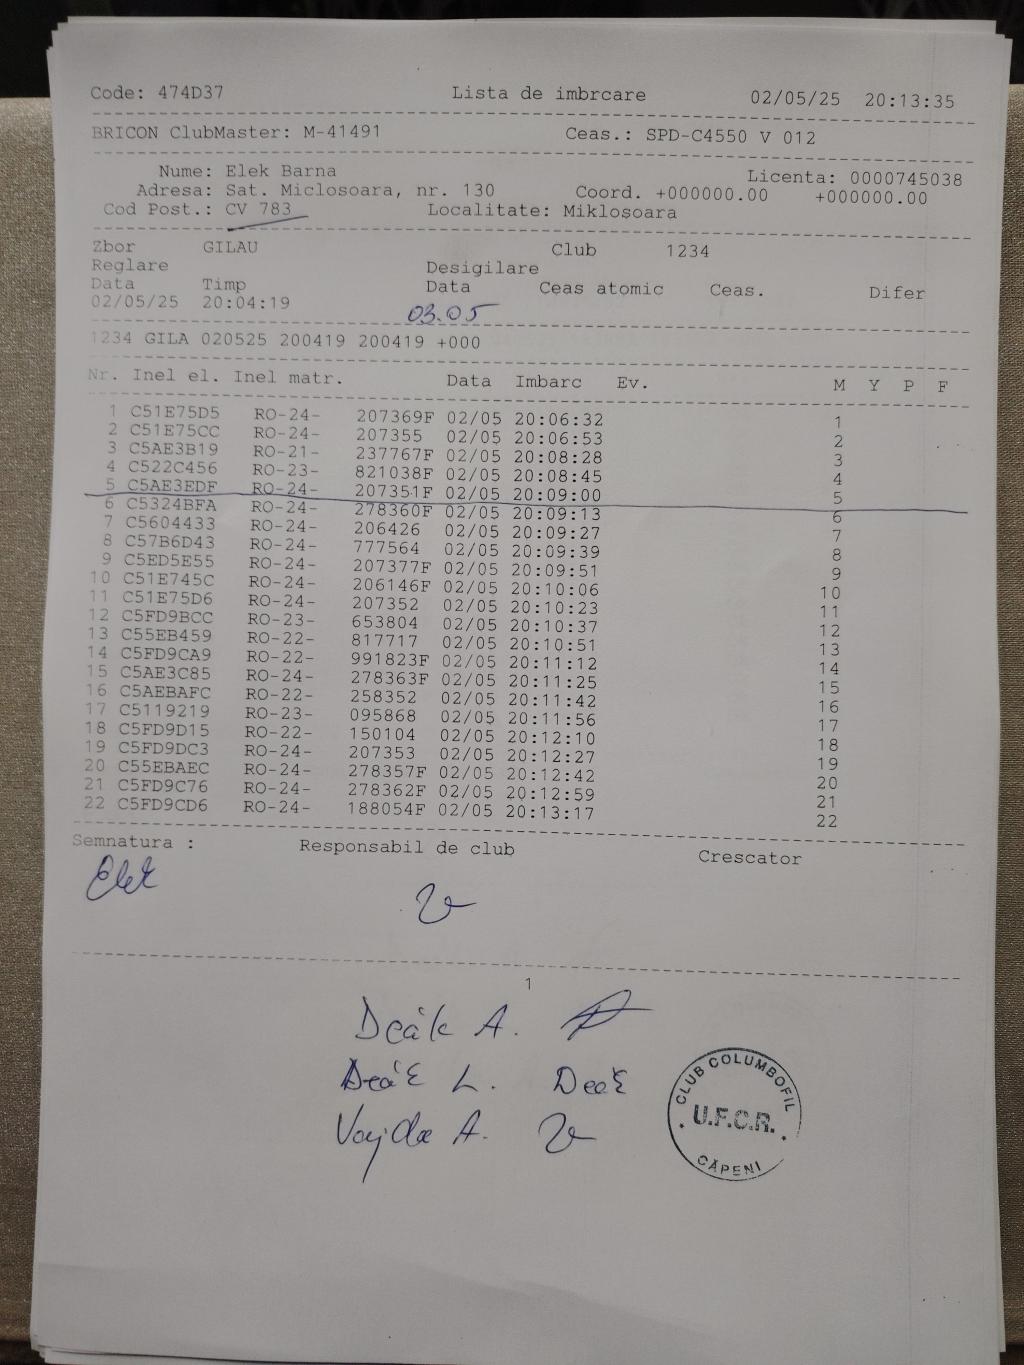 Code: 474D37 Lista de imbrcare 02/05/25 20:13:35
BRICON ClubMaster: M-41491 Ceas.: SPD-C4550 V 012
Nume: Elek Barna Licenta: 0000745038
Adresa: Sat. Miclosoara, nr. 130 Coord. +000000.00 +000000.00
Cod Post.: CV 783 Localitate: Miklosoara
Zbor GILAU Club 1234
Reglare Desigilare
Data Timp Data Ceas atomic Ceas. Difer
02/05/25 20:04:19 03.05
1234 GILA 020525 200419 200419 +000
Nr. Inel el. Inel matr. Data Imbarc Ev. M Y P F
1 C51E75D5 RO-24- 207369F 02/05 20:06:32 1
2 C51E75CC RO-24- 207355 02/05 20:06:53 2
3 C5AE3B19 RO-21- 237767F 02/05 20:08:28 3
4 C522C456 RO-23- 821038F 02/05 20:08:45 4
5 C5AE3EDF RO-24- 207351F 02/05 20:09:00 5
6 C5324BFA RO-24- 278360F 02/05 20:09:13 6
7 C5604433 RO-24- 206426 02/05 20:09:27 7
8 C57B6D43 RO-24- 777564 02/05 20:09:39 8
9 C5ED5E55 RO-24- 207377F 02/05 20:09:51 9
10 C51E745C RO-24- 206146F 02/05 20:10:06 10
11 C51E75D6 RO-24- 207352 02/05 20:10:23 11
12 C5FD9BCC RO-23- 653804 02/05 20:10:37 12
13 C55EB459 RO-22- 817717 02/05 20:10:51 13
14 C5FD9CA9 RO-22- 991823F 02/05 20:11:12 14
15 C5AE3C85 RO-24- 278363F 02/05 20:11:25 15
16 C5AEBAFC RO-22- 258352 02/05 20:11:42 16
17 C5119219 RO-23- 095868 02/05 20:11:56 17
18 C5FD9D15 RO-22- 150104 02/05 20:12:10 18
19 C5FD9DC3 RO-24- 207353 02/05 20:12:27 19
20 C55EBAEC RO-24- 278357F 02/05 20:12:42 20
21 C5FD9C76 RO-24- 278362F 02/05 20:12:59 21
22 C5FD9CD6 RO-24- 188054F 02/05 20:13:17 22
Semnatura : Responsabil de club Crescator
Elek
1
Deák A.
Deák L. Deák
Vajda A.
CLUB COLUMBOFIL
U.F.C.R.
CĂPENI